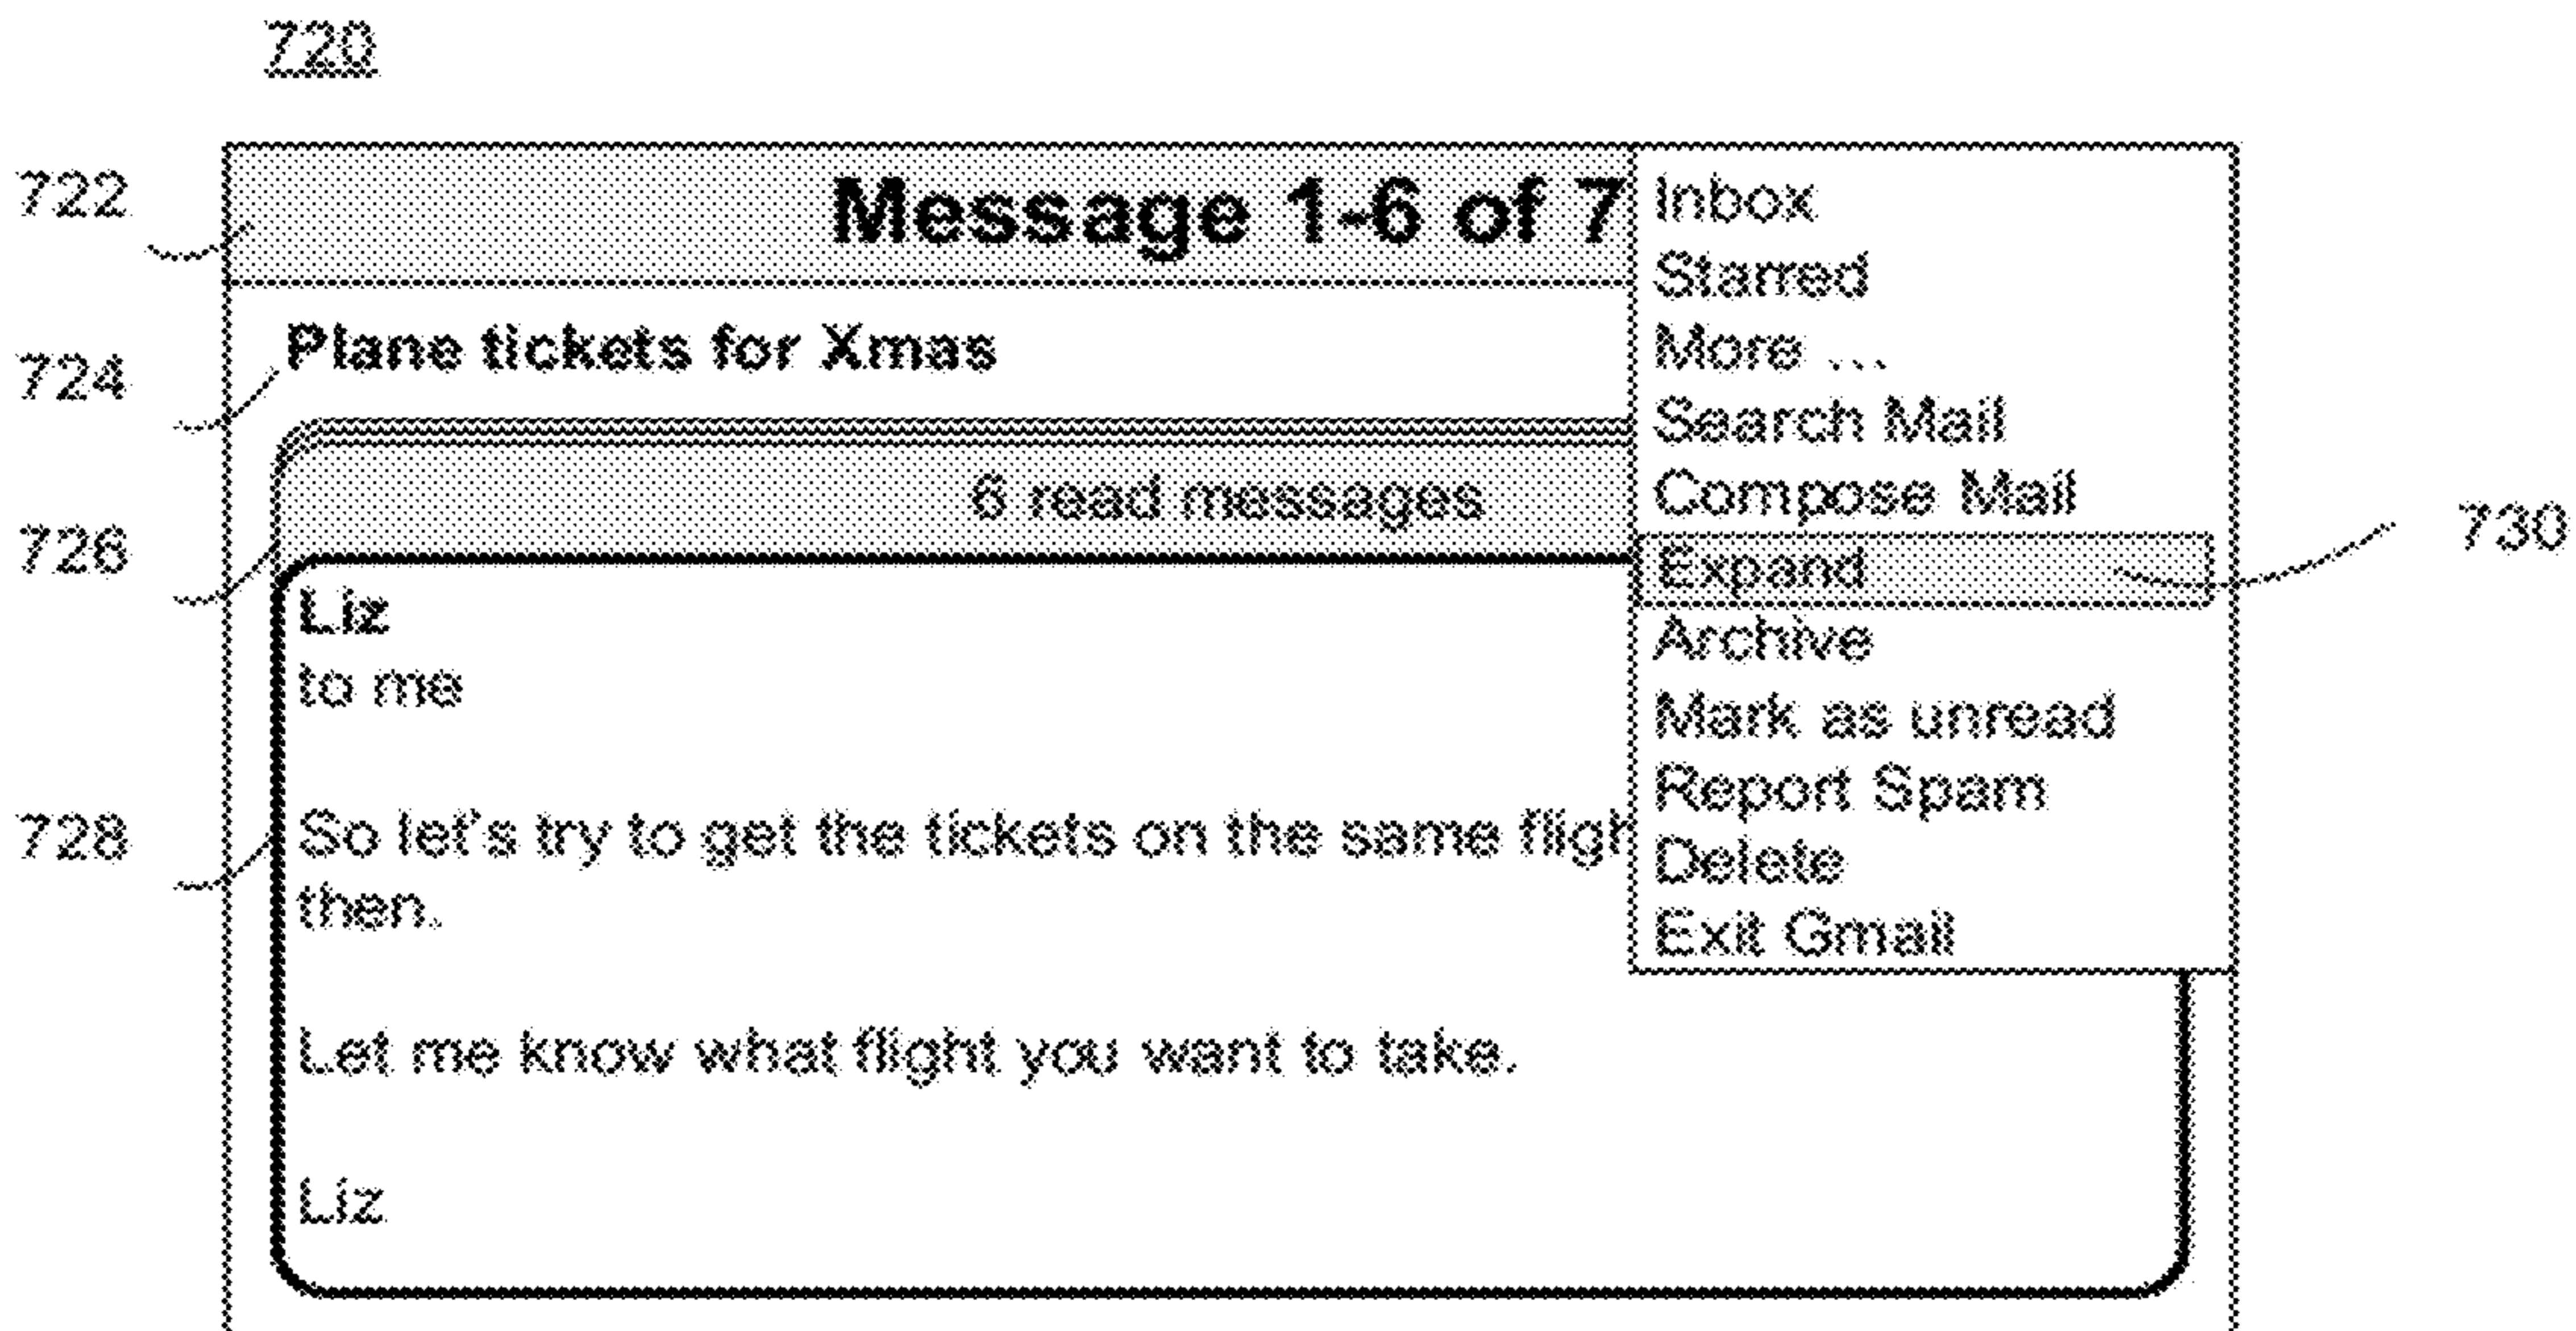 720
722
Message 1-6 of 7
724
Plane tickets for Xmas
726
6 read messages
Liz
to me
728
So let's try to get the tickets on the same
then.
Let me know what flight you want to take.
Liz
Inbox
Starred
More ...
Search Mail
Compose Mail
Expand
730
Archive
Mark as unread
Report Spam
Delete
Exit Gmail